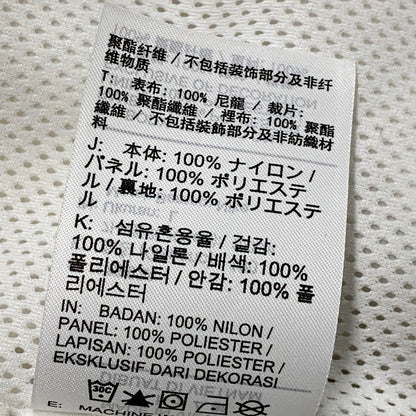 聚酯纤维 / 不包括装饰部分及非纤
维物质
T: 表布: 100% 尼龍 / 裁片:
100% 聚酯纖維 / 裡布: 100% 聚酯
纖維 / 不包括裝飾部分及非紡織材
料
J: 本体: 100% ナイロン /
パネル: 100% ポリエステ
ル / 裏地: 100% ポリエステ
ル
K: 섬유혼용율 / 겉감:
100% 나일론 / 배색: 100%
폴리에스터 / 안감: 100% 폴
리에스터
IN: BADAN: 100% NILON /
PANEL: 100% POLIESTER /
LAPISAN: 100% POLIESTER /
EKSKLUSIF DARI DEKORASI
30C
E: MACHINE